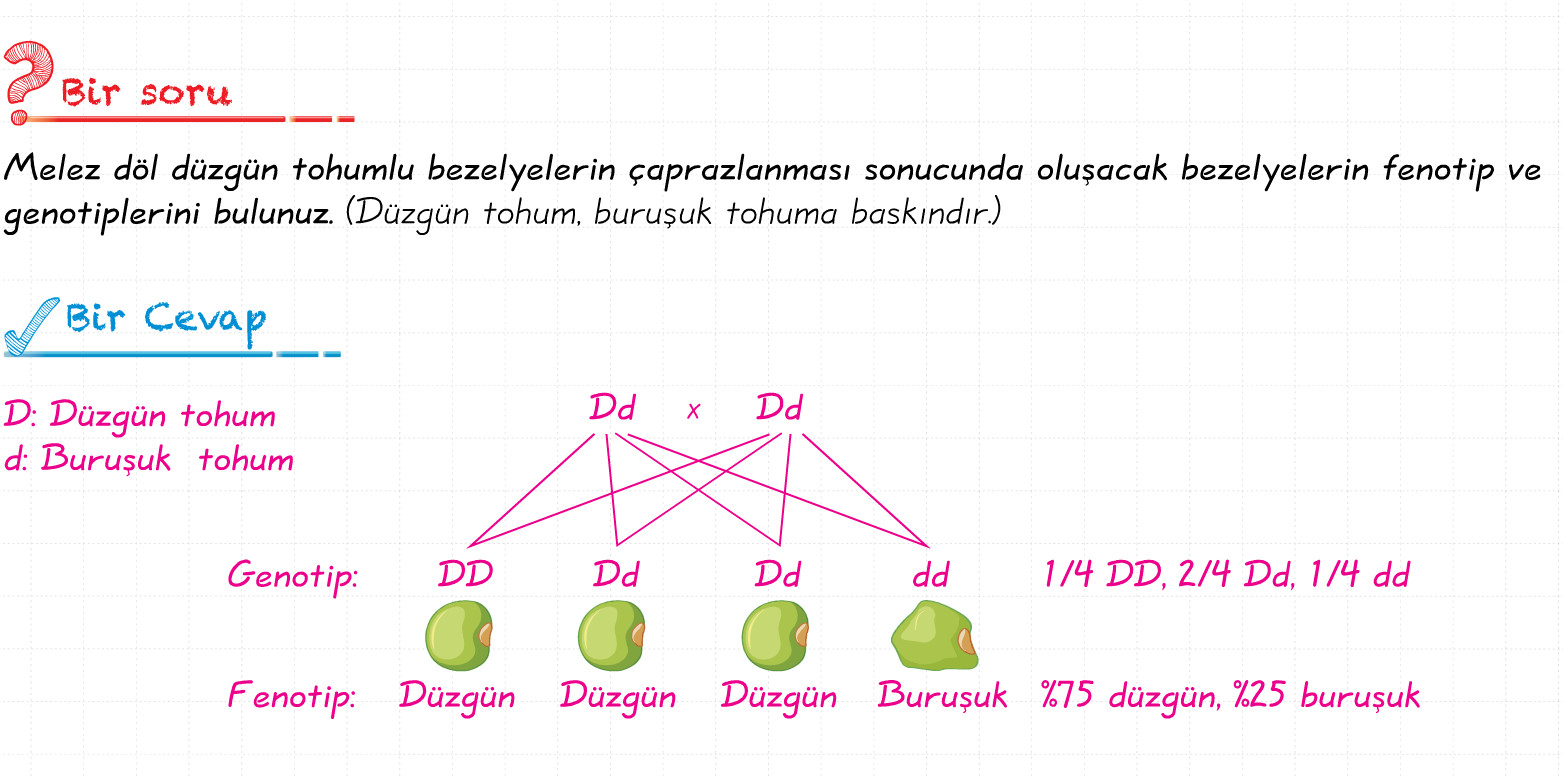 ? Bir soru
Melez döl düzgün tohumlu bezelyelerin çaprazlanması sonucunda oluşacak bezelyelerin fenotip ve
genotiplerini bulunuz. (Düzgün tohum, buruşuk tohuma baskındır.)
Bir Cevap
D: Düzgün tohum
d: Buruşuk tohum
Dd x Dd
Genotip: DD Dd Dd dd 1/4 DD, 2/4 Dd, 1/4 dd
Fenotip: Düzgün Düzgün Düzgün Buruşuk %75 düzgün, %25 buruşuk